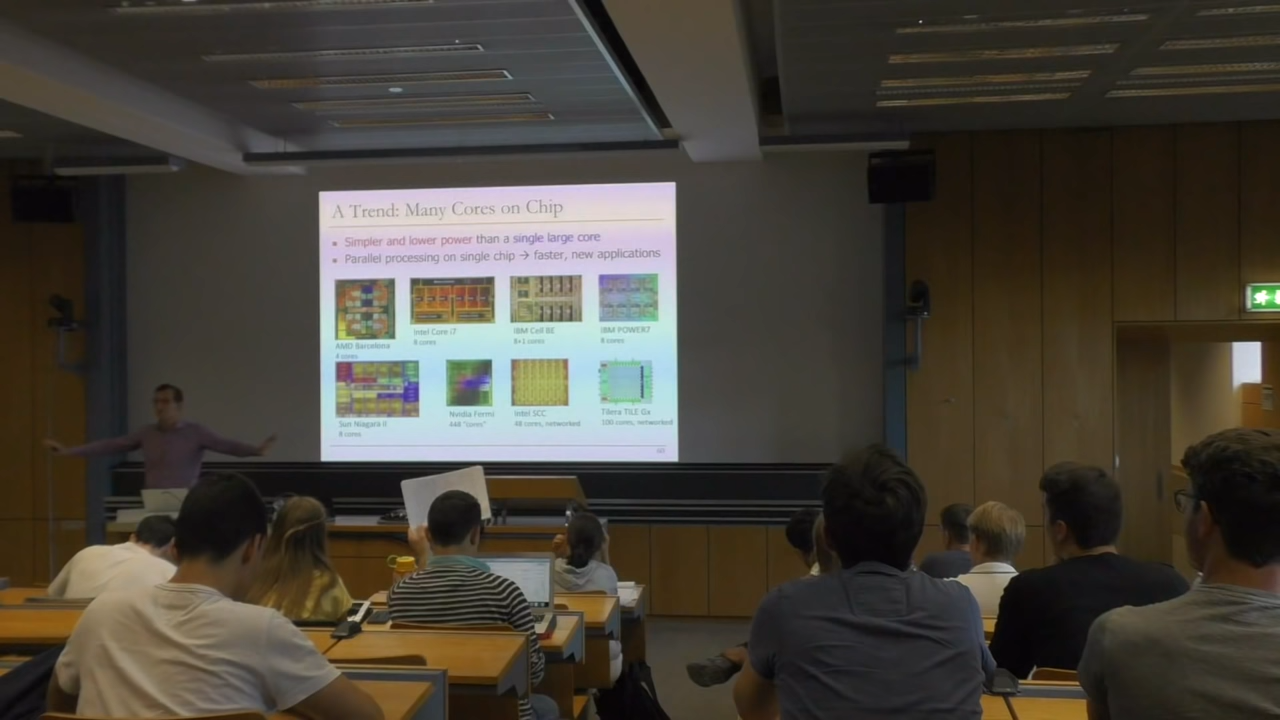 A Trend: Many Cores on Chip
Simpler and lower power than a single large core
Parallel processing on single chip → faster, new applications
AMD Barcelona
4 cores
Intel Core i7
8 cores
IBM Cell BE
8+1 cores
IBM POWER7
8 cores
Sun Niagara II
8 cores
Nvidia Fermi
448 "cores"
Intel SCC
48 cores, networked
Tilera TILE Gx
100 cores, networked